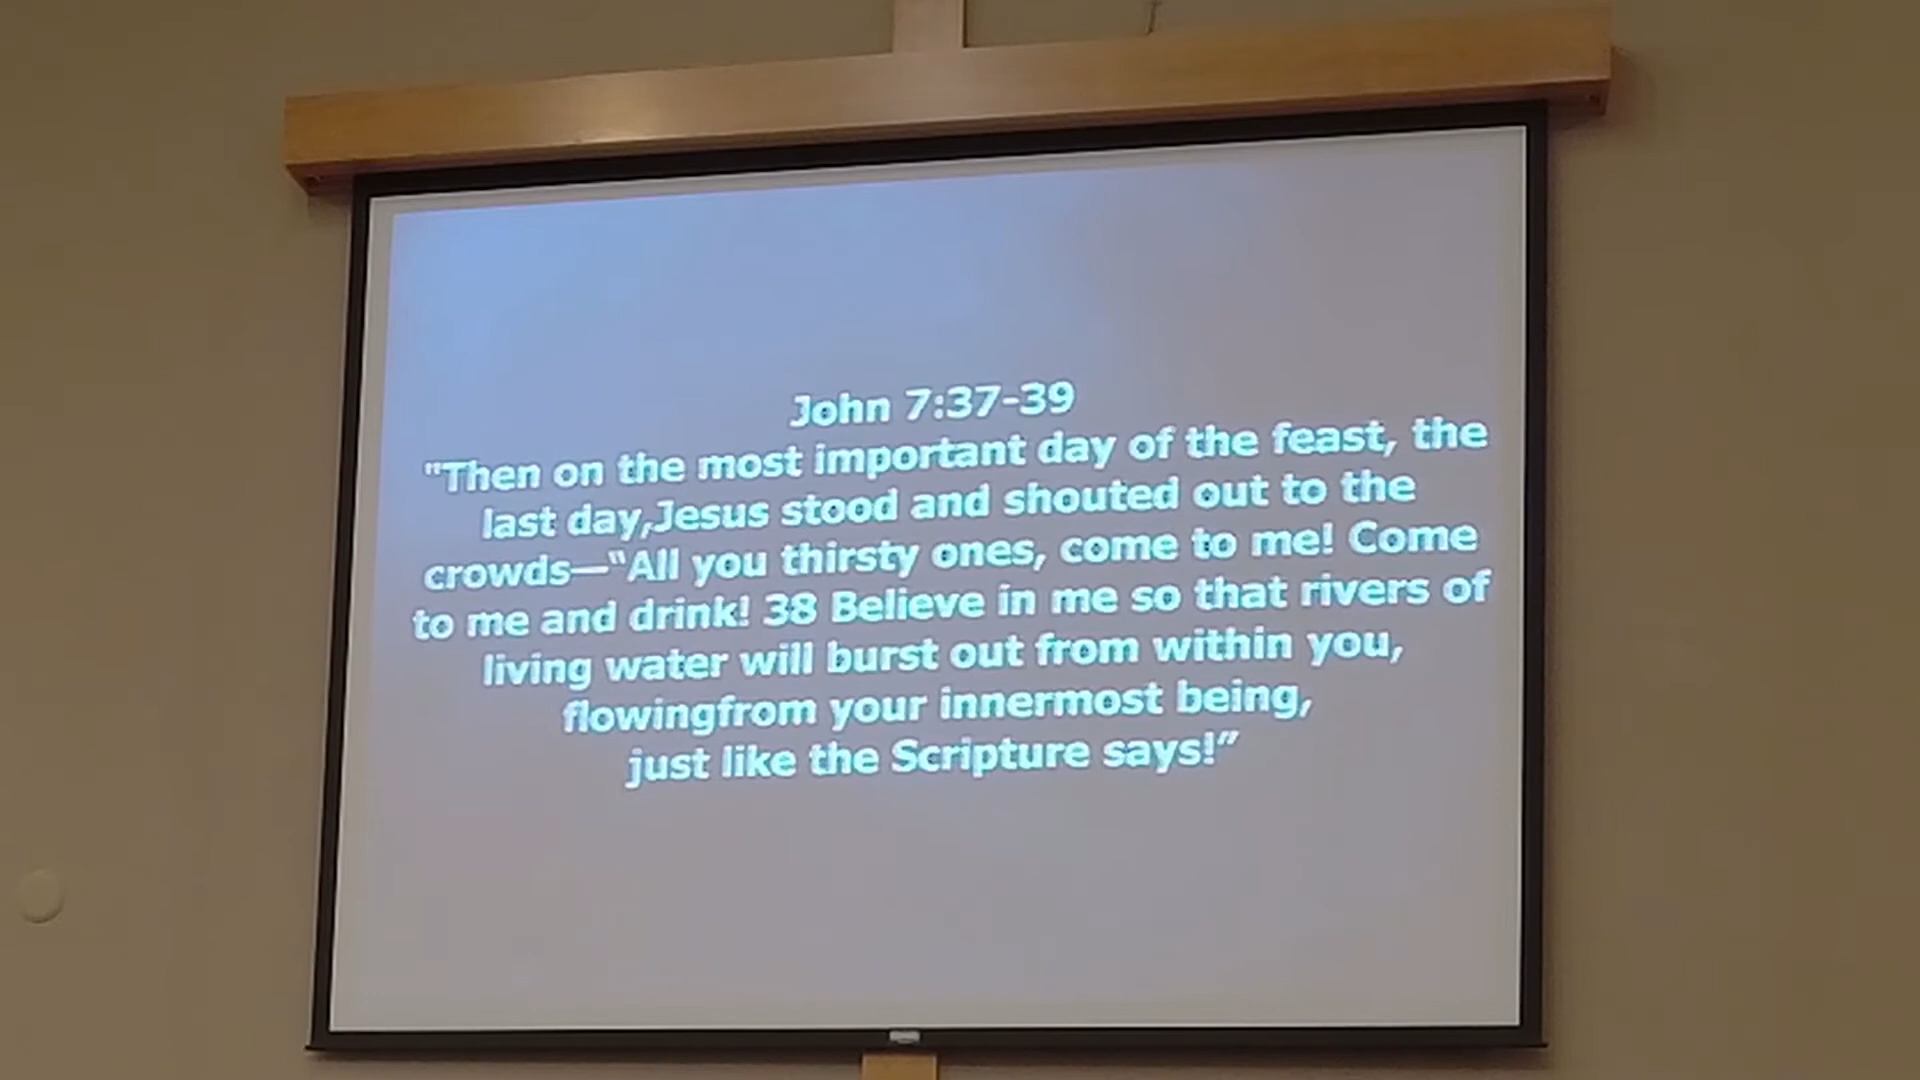 John 7:37-39
"Then on the most important day of the feast, the
last day,Jesus stood and shouted out to the
crowds—“All you thirsty ones, come to me! Come
to me and drink! 38 Believe in me so that rivers of
living water will burst out from within you,
flowingfrom your innermost being,
just like the Scripture says!”